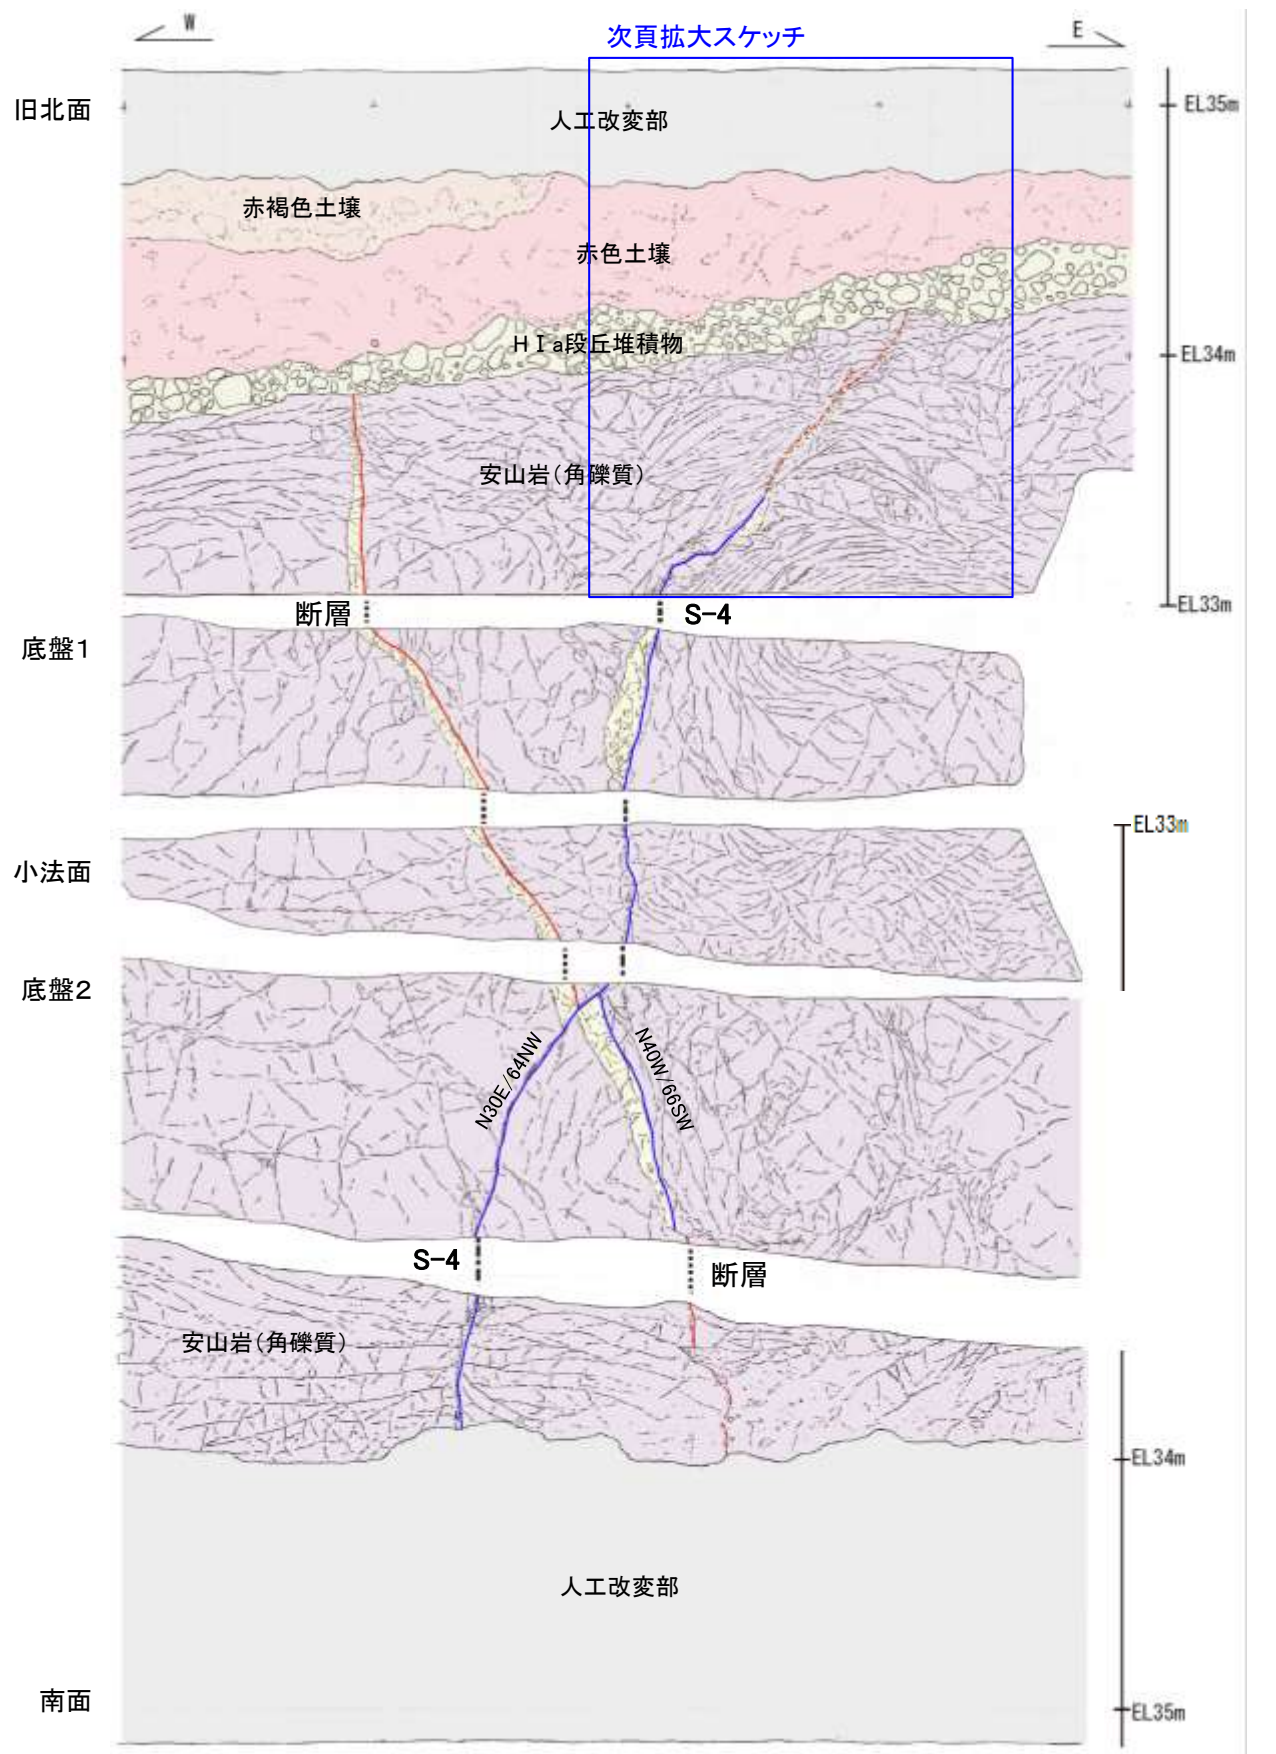 W
次頁拡大スケッチ
E
旧北面
人工改変部
EL35m
赤褐色土壌
赤色土壌
HⅠa段丘堆積物
EL34m
安山岩(角礫質)
断層
S-4
EL33m
底盤1
EL33m
小法面
底盤2
N30E/64NW
N40W/66SW
S-4
断層
安山岩(角礫質)
EL34m
人工改変部
南面
EL35m